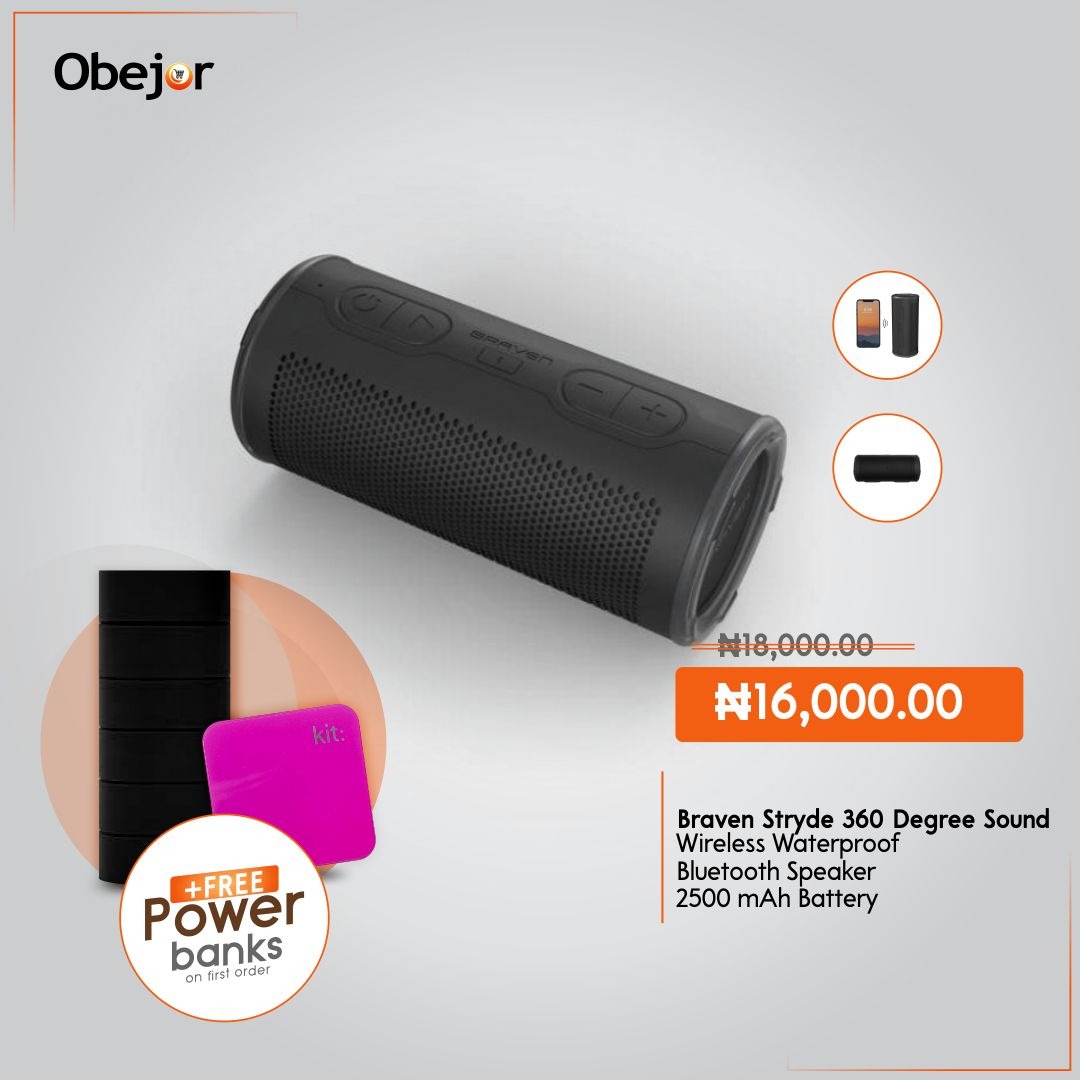 Obejor
BRAVEN
₦18,000.00
₦16,000.00
kit:
Braven Stryde 360 Degree Sound
Wireless Waterproof
Bluetooth Speaker
2500 mAh Battery
+FREE
Power
banks
on first order